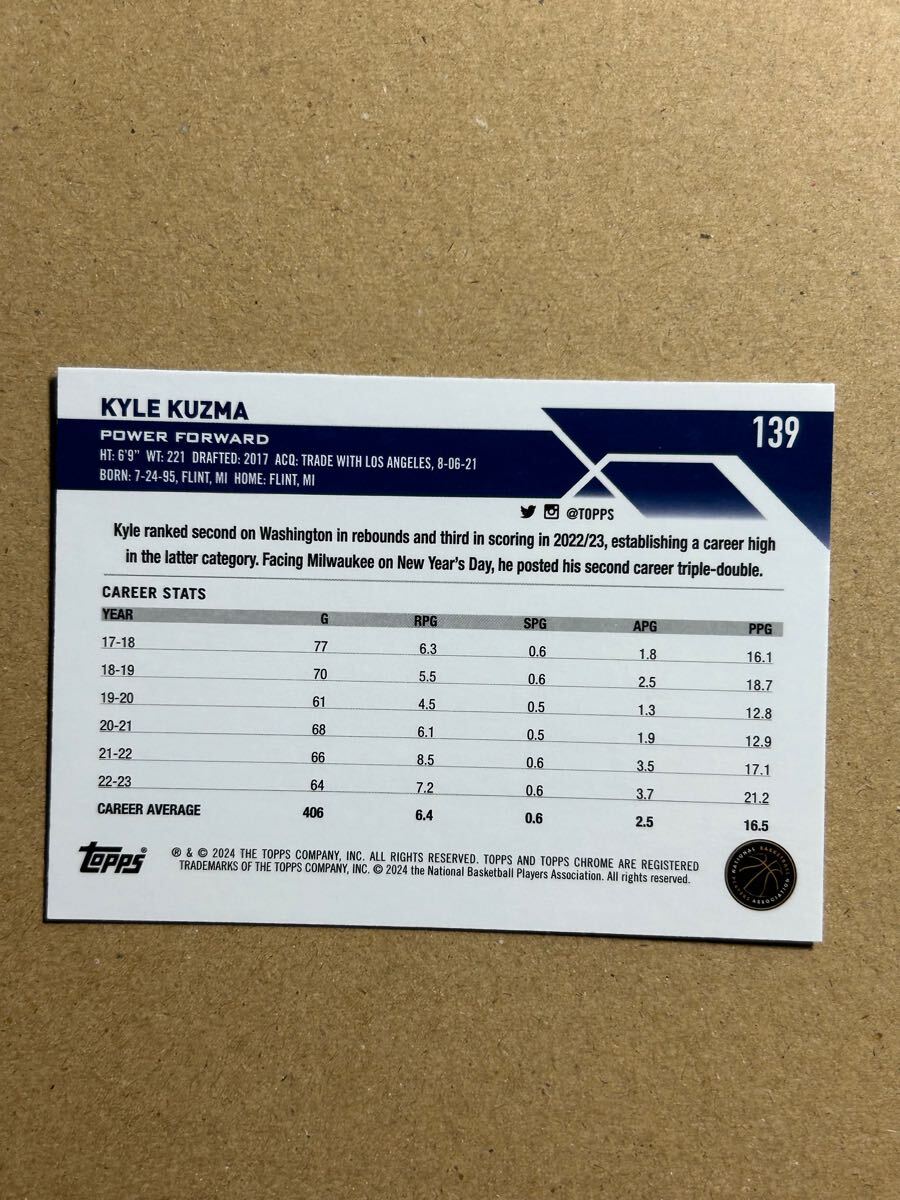 KYLE KUZMA
139
POWER FORWARD
HT: 6'9" WT: 221 DRAFTED: 2017 ACQ: TRADE WITH LOS ANGELES, 8-06-21
BORN: 7-24-95, FLINT, MI HOME: FLINT, MI
@TOPPS
Kyle ranked second on Washington in rebounds and third in scoring in 2022/23, establishing a career high
in the latter category. Facing Milwaukee on New Year's Day, he posted his second career triple-double.
CAREER STATS
YEAR G RPG SPG APG PPG
17-18 77 6.3 0.6 1.8 16.1
18-19 70 5.5 0.6 2.5 18.7
19-20 61 4.5 0.5 1.3 12.8
20-21 68 6.1 0.5 1.9 12.9
21-22 66 8.5 0.6 3.5 17.1
22-23 64 7.2 0.6 3.7 21.2
CAREER AVERAGE 406 6.4 0.6 2.5 16.5
Topps®
® & © 2024 THE TOPPS COMPANY, INC. ALL RIGHTS RESERVED. TOPPS AND TOPPS CHROME ARE REGISTERED
TRADEMARKS OF THE TOPPS COMPANY, INC. © 2024 the National Basketball Players Association. All rights reserved.
NATIONAL BASKETBALL PLAYERS ASSOCIATION